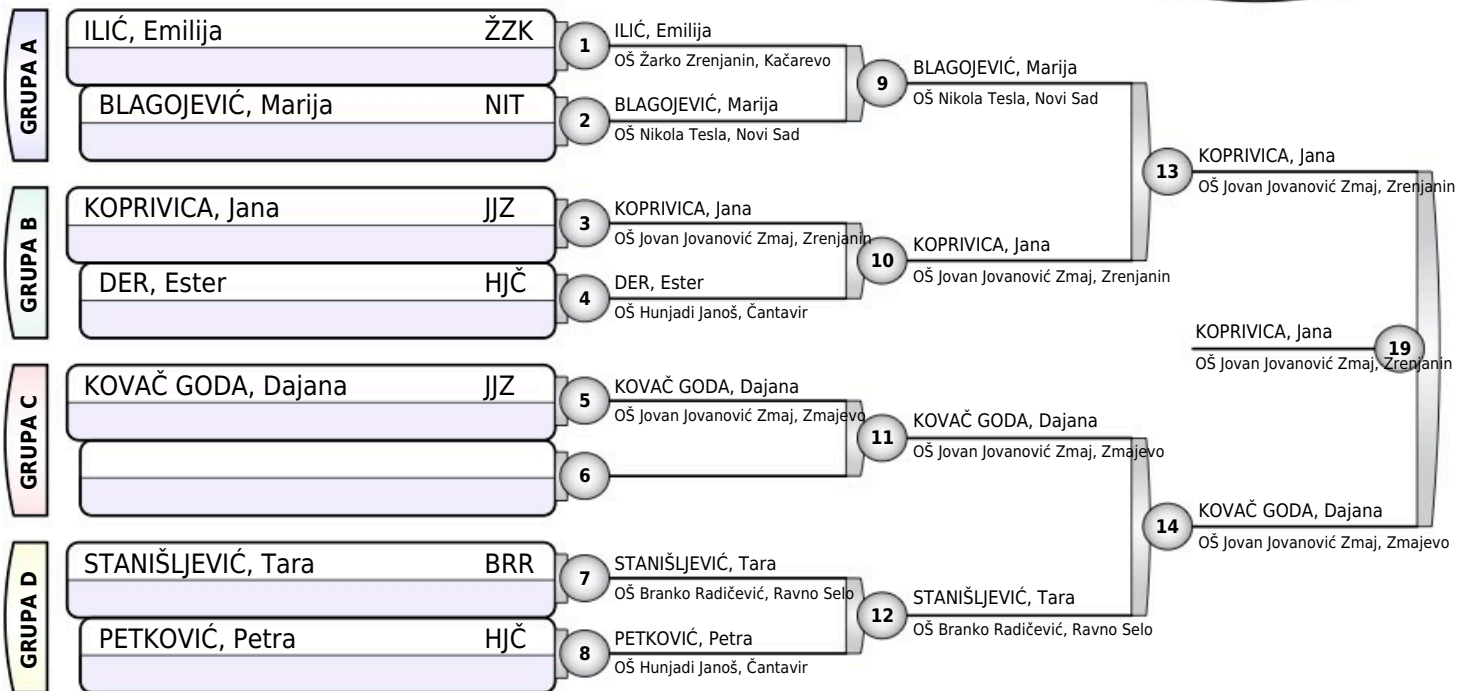 GRUPA A
ILIĆ, Emilija ŽZK
BLAGOJEVIĆ, Marija NIT
GRUPA B
KOPRIVICA, Jana JJZ
DER, Ester HJČ
GRUPA C
KOVAČ GODA, Dajana JJZ
GRUPA D
STANIŠLJEVIĆ, Tara BRR
PETKOVIĆ, Petra HJČ
1
ILIĆ, Emilija
OŠ Žarko Zrenjanin, Kačarevo
2
BLAGOJEVIĆ, Marija
OŠ Nikola Tesla, Novi Sad
3
KOPRIVICA, Jana
OŠ Jovan Jovanović Zmaj, Zrenjanin
4
DER, Ester
OŠ Hunjadi Janoš, Čantavir
5
KOVAČ GODA, Dajana
OŠ Jovan Jovanović Zmaj, Zmajevo
6
7
STANIŠLJEVIĆ, Tara
OŠ Branko Radičević, Ravno Selo
8
PETKOVIĆ, Petra
OŠ Hunjadi Janoš, Čantavir
9
BLAGOJEVIĆ, Marija
OŠ Nikola Tesla, Novi Sad
10
KOPRIVICA, Jana
OŠ Jovan Jovanović Zmaj, Zrenjanin
11
KOVAČ GODA, Dajana
OŠ Jovan Jovanović Zmaj, Zmajevo
12
STANIŠLJEVIĆ, Tara
OŠ Branko Radičević, Ravno Selo
13
KOPRIVICA, Jana
OŠ Jovan Jovanović Zmaj, Zrenjanin
14
KOVAČ GODA, Dajana
OŠ Jovan Jovanović Zmaj, Zmajevo
KOPRIVICA, Jana
19
OŠ Jovan Jovanović Zmaj, Zrenjanin